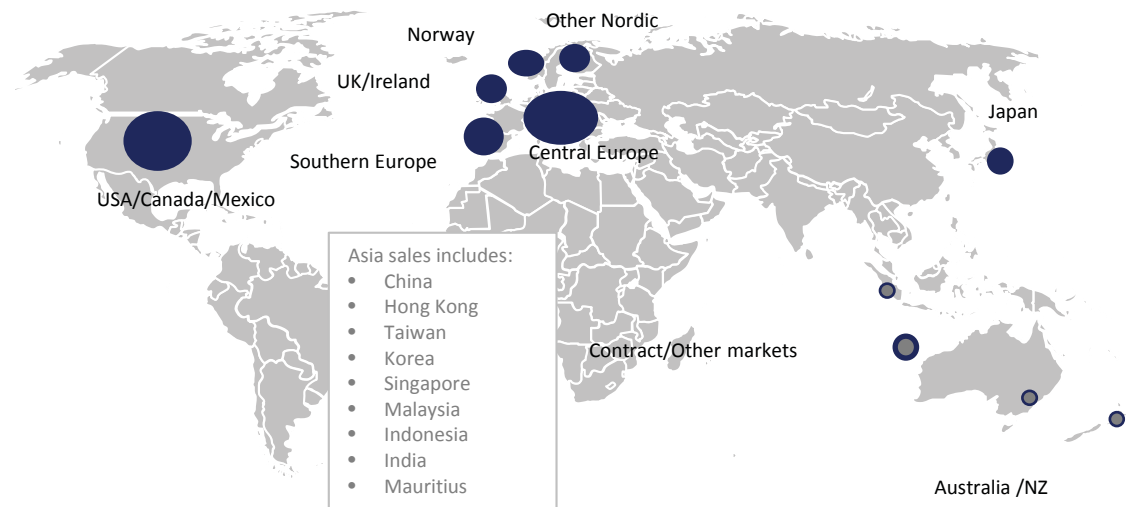 Other Nordic
Norway
UK/Ireland
Japan
Southern Europe
Central Europe
USA/Canada/Mexico
Asia sales includes:
• China
• Hong Kong
• Taiwan
• Korea
• Singapore
• Malaysia
• Indonesia
• India
• Mauritius
Contract/Other markets
Australia /NZ